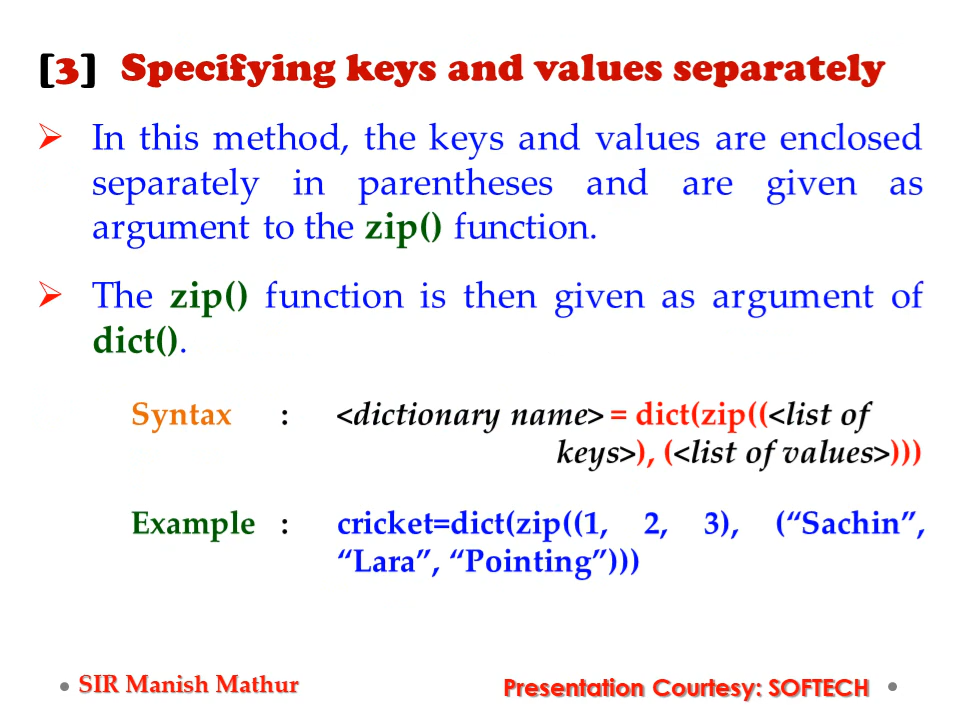 [3] Specifying keys and values separately
➢ In this method, the keys and values are enclosed
separately in parentheses and are given as
argument to the zip() function.
➢ The zip() function is then given as argument of
dict().
Syntax : <dictionary name> = dict(zip((<list of
keys>), (<list of values>)))
Example : cricket=dict(zip((1, 2, 3), (“Sachin”,
“Lara”, “Pointing”)))
• SIR Manish Mathur
Presentation Courtesy: SOFTECH •